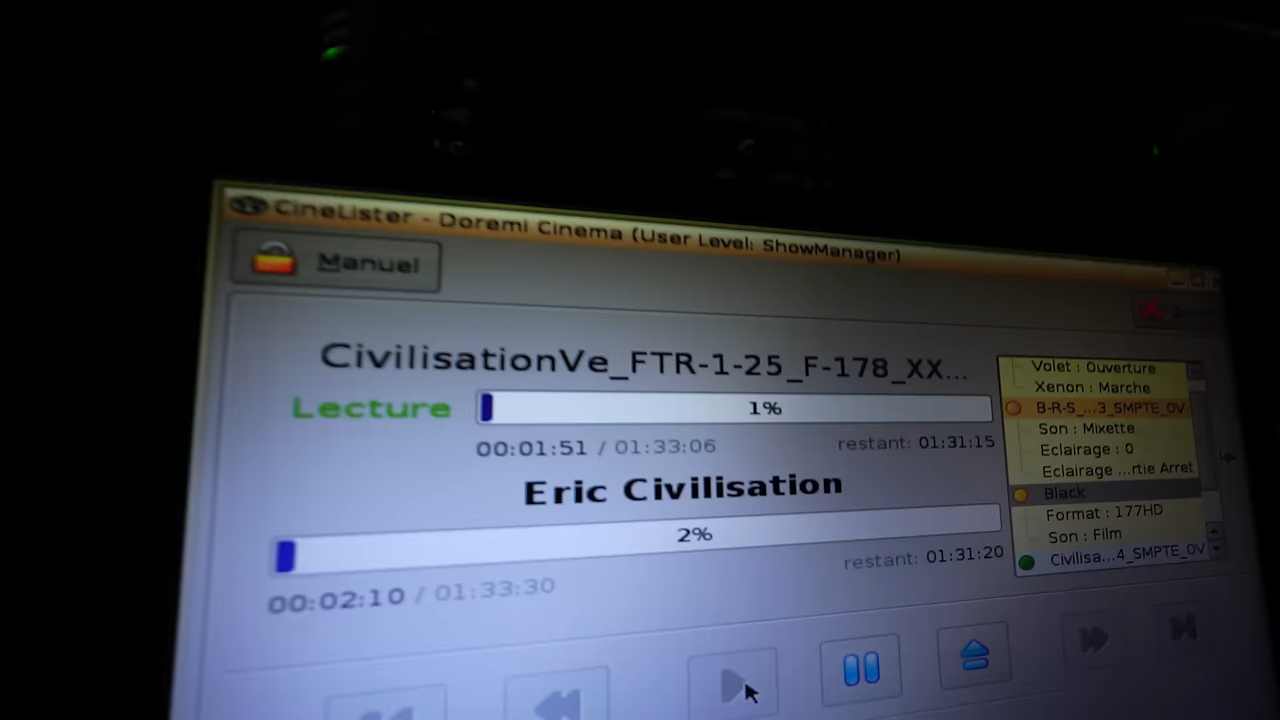 CineLister - Doremi Cinema (User Level: ShowManager)
Manuel
CivilisationVe_FTR-1-25_F-178_XX...
Lecture
1%
00:01:51 / 01:33:06
restant: 01:31:15
Eric Civilisation
2%
00:02:10 / 01:33:30
restant: 01:31:20
Volet : Ouverture
Xenon : Marche
B-R-S_...3_SMPTE_OV
Son : Mixette
Eclairage : 0
Eclairage ...rtie Arret
Black
Format : 177HD
Son : Film
Civilisa...4_SMPTE_OV